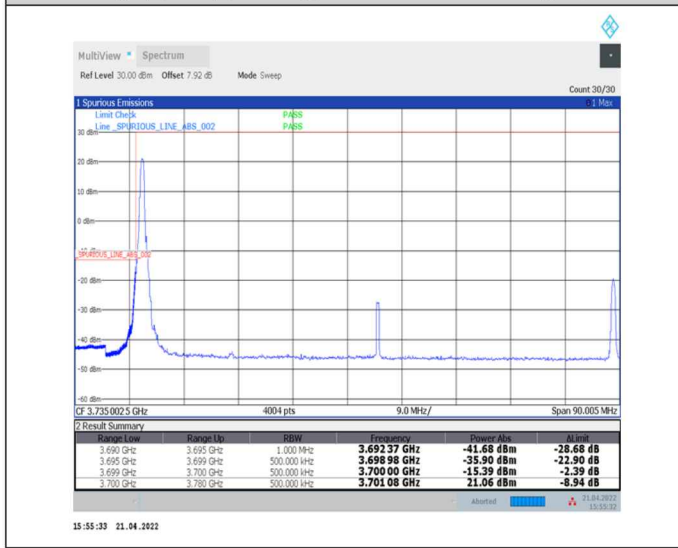 MultiView Spectrum
Ref Level 30.00 dBm Offset 7.92 dB Mode Sweep
Count 30/30
1 Spurious Emissions 1 Max
Limit Check PASS
Line _SPURIOUS_LINE_ABS_002 PASS
30 dBm
20 dBm
10 dBm
0 dBm
-10 dBm
_SPURIOUS_LINE_ABS_002
-20 dBm
-30 dBm
-40 dBm
-50 dBm
-60 dBm
CF 3.7350025 GHz 4004 pts 9.0 MHz/ Span 90.005 MHz
2 Result Summary
Range Low Range Up RBW Frequency Power Abs ΔLimit
3.690 GHz 3.695 GHz 1.000 MHz 3.692 37 GHz -41.68 dBm -28.68 dB
3.695 GHz 3.699 GHz 500.000 kHz 3.698 98 GHz -35.90 dBm -22.90 dB
3.699 GHz 3.700 GHz 500.000 kHz 3.700 00 GHz -15.39 dBm -2.39 dB
3.700 GHz 3.780 GHz 500.000 kHz 3.701 08 GHz 21.06 dBm -8.94 dB
Aborted 21.04.2022
15:55:32
15:55:33 21.04.2022